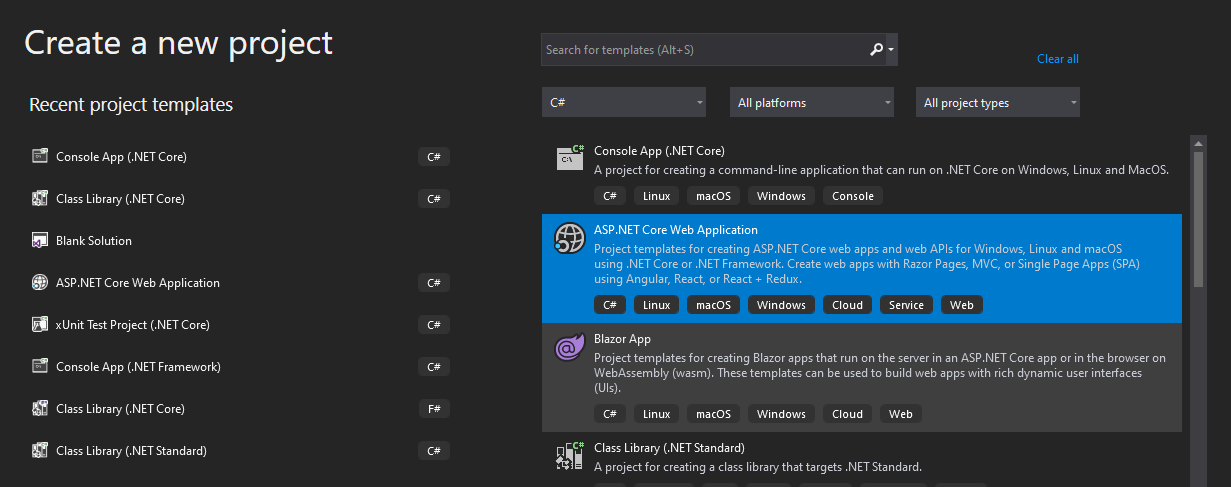 Create a new project
Search for templates (Alt+S)
Clear all
Recent project templates
C#
All platforms
All project types
Console App (.NET Core)
C#
Class Library (.NET Core)
C#
Blank Solution
ASP.NET Core Web Application
C#
xUnit Test Project (.NET Core)
C#
Console App (.NET Framework)
C#
Class Library (.NET Core)
F#
Class Library (.NET Standard)
C#
C#
C:\
Console App (.NET Core)
A project for creating a command-line application that can run on .NET Core on Windows, Linux and MacOS.
C# Linux macOS Windows Console
ASP.NET Core Web Application
Project templates for creating ASP.NET Core web apps and web APIs for Windows, Linux and macOS
using .NET Core or .NET Framework. Create web apps with Razor Pages, MVC, or Single Page Apps (SPA)
using Angular, React, or React + Redux.
C# Linux macOS Windows Cloud Service Web
Blazor App
Project templates for creating Blazor apps that run on the server in an ASP.NET Core app or in the browser on
WebAssembly (wasm). These templates can be used to build web apps with rich dynamic user interfaces
(UIs).
C# Linux macOS Windows Cloud Web
C#
Class Library (.NET Standard)
A project for creating a class library that targets .NET Standard.